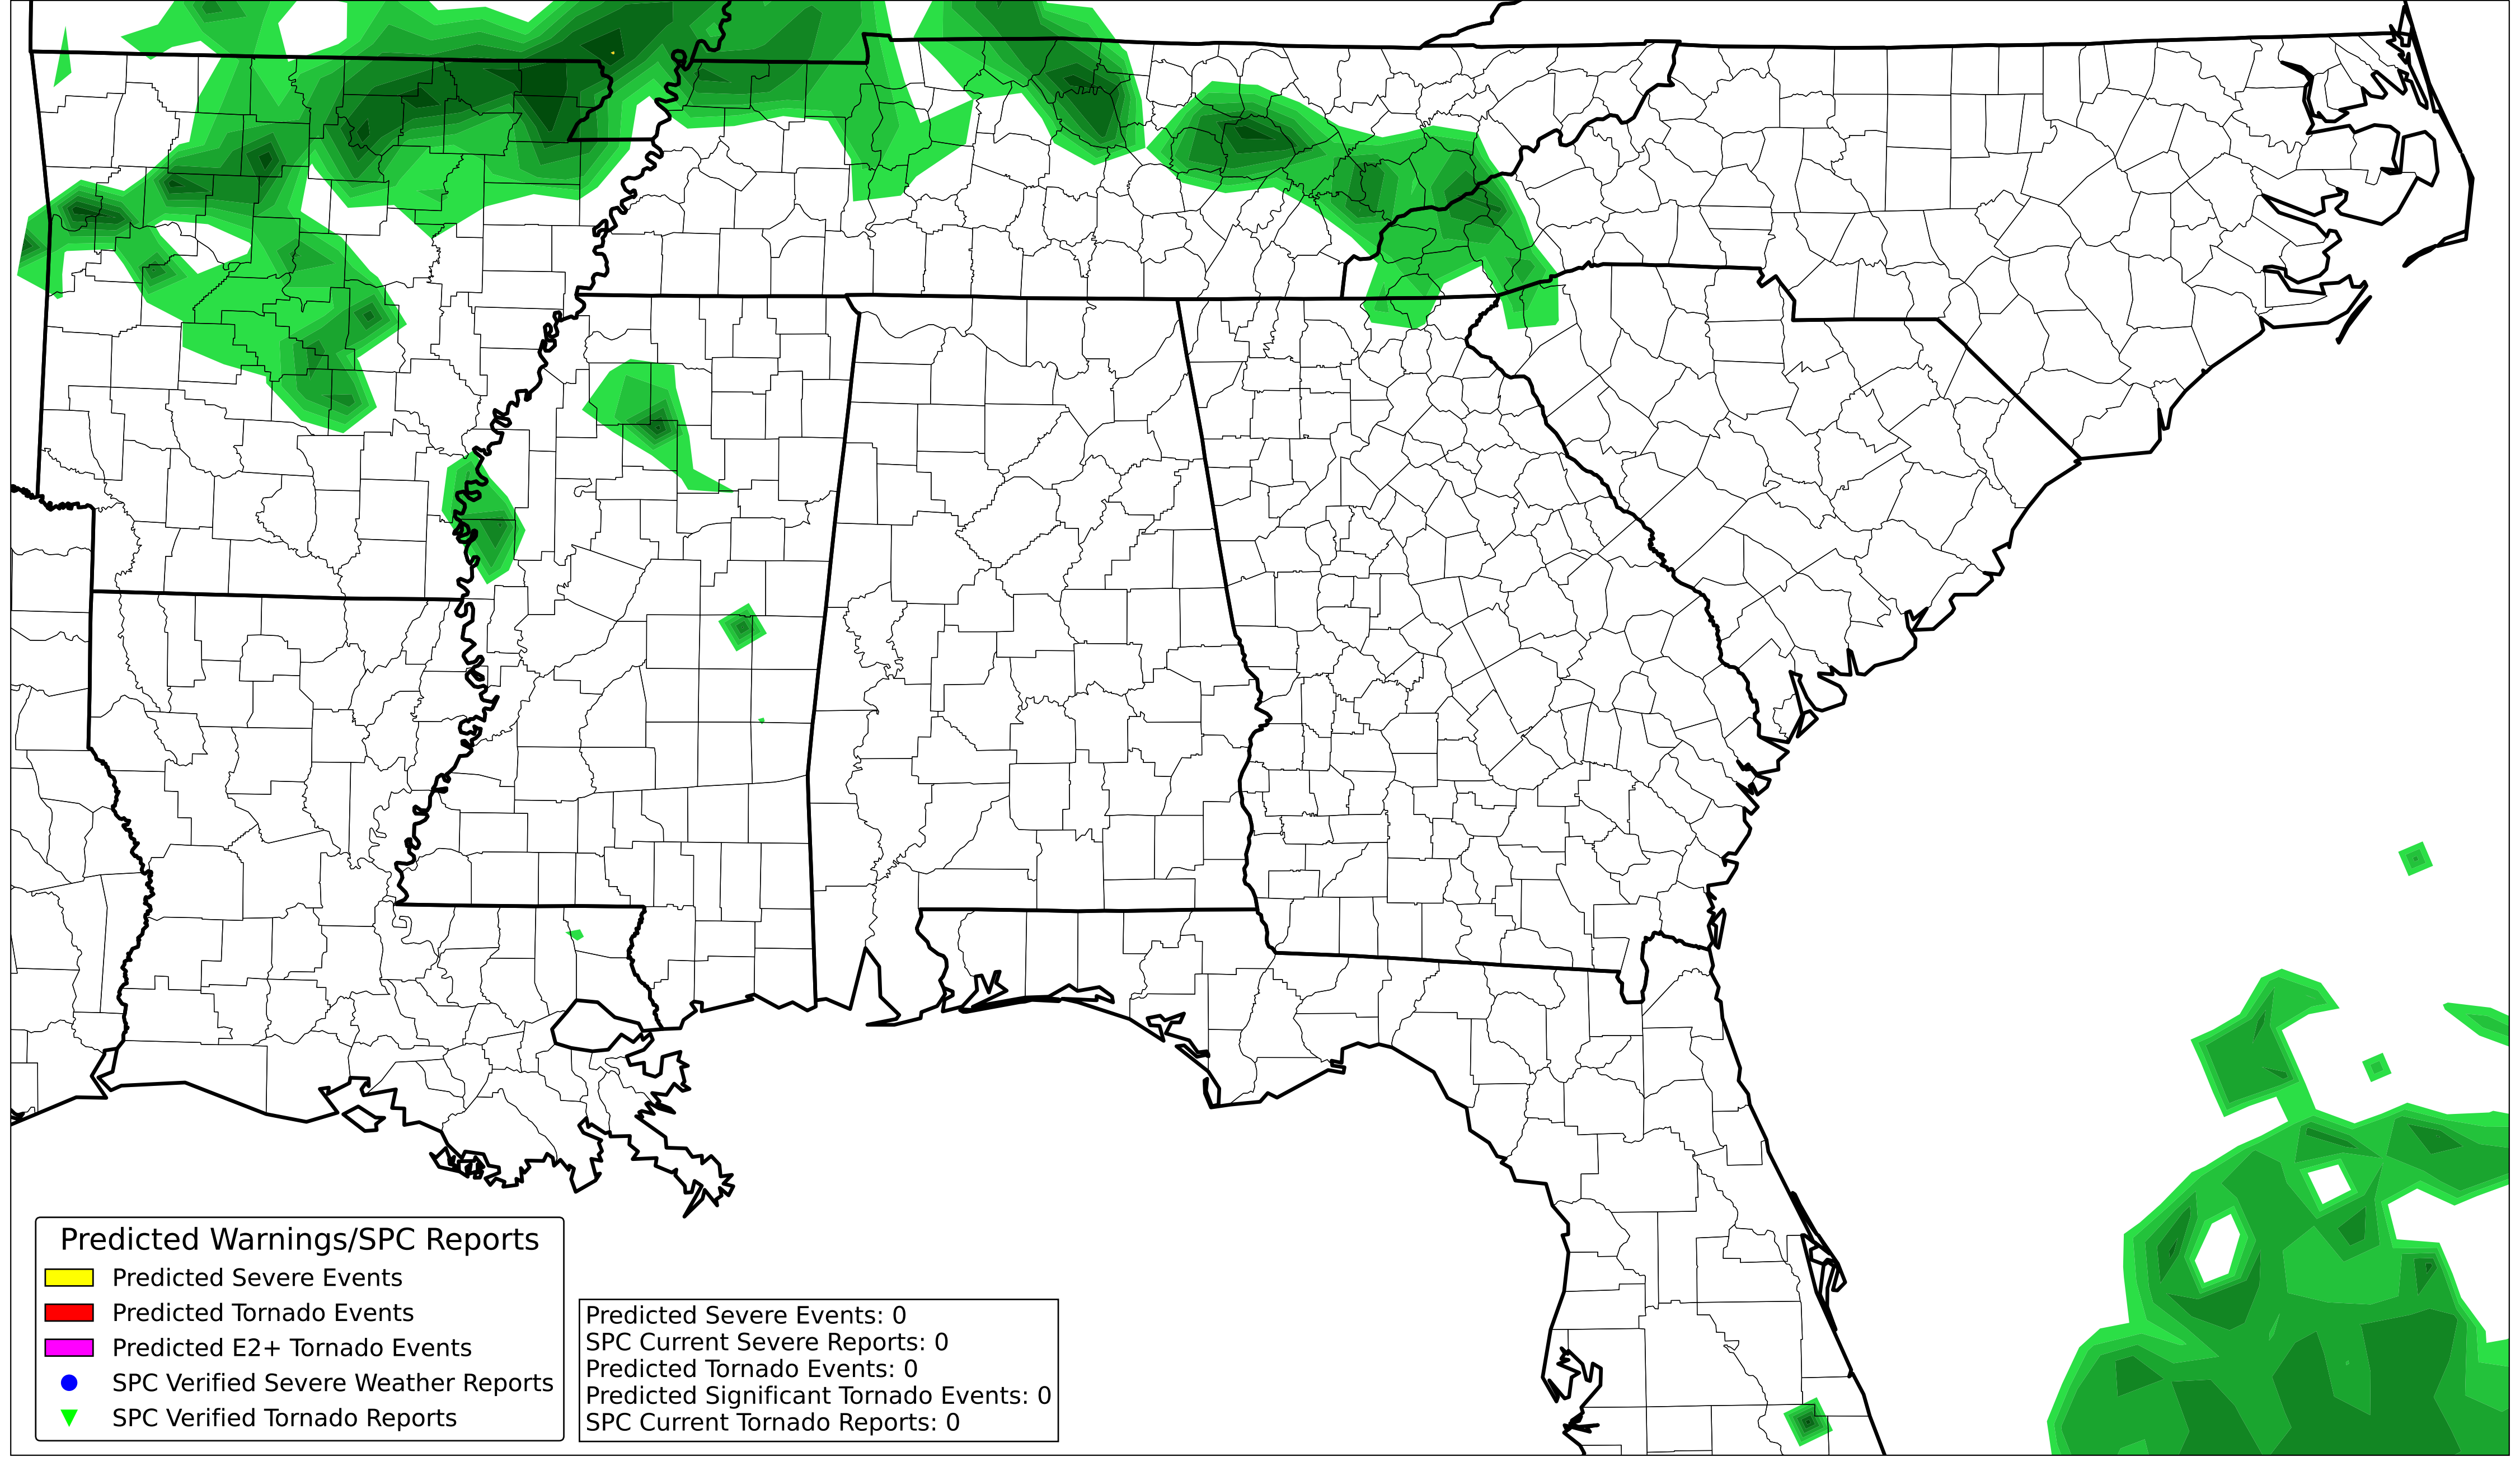 Predicted Warnings/SPC Reports
Predicted Severe Events
Predicted Tornado Events
Predicted E2+ Tornado Events
SPC Verified Severe Weather Reports
SPC Verified Tornado Reports
Predicted Severe Events: 0
SPC Current Severe Reports: 0
Predicted Tornado Events: 0
Predicted Significant Tornado Events: 0
SPC Current Tornado Reports: 0